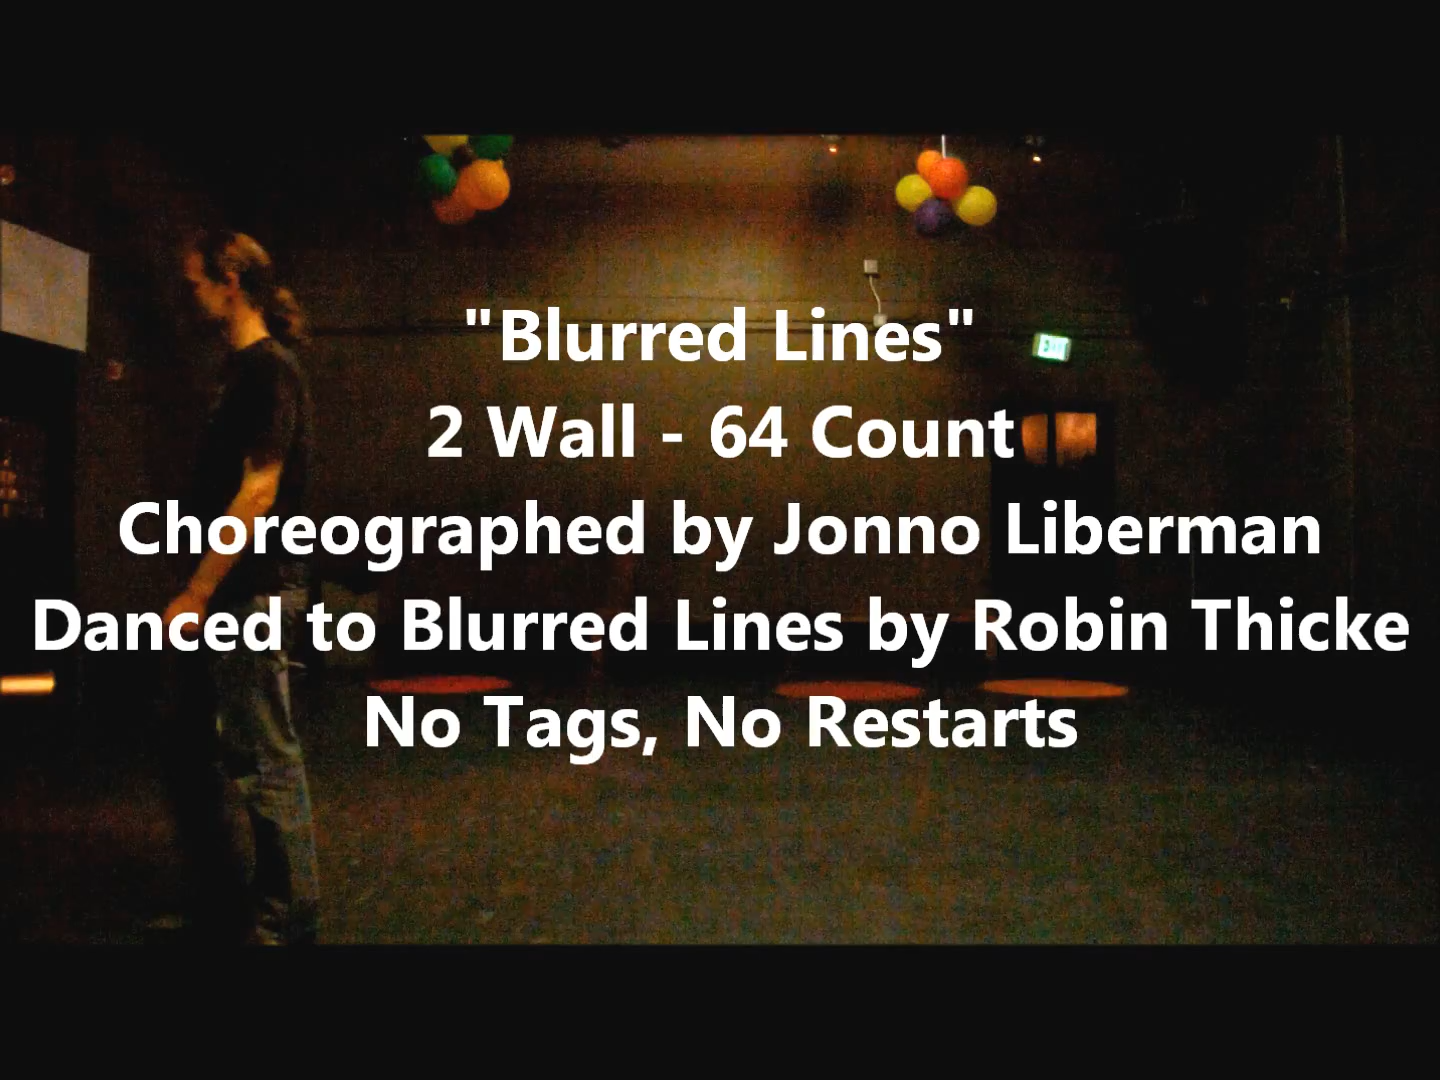 "Blurred Lines"
2 Wall - 64 Count
Choreographed by Jonno Liberman
Danced to Blurred Lines by Robin Thicke
No Tags, No Restarts